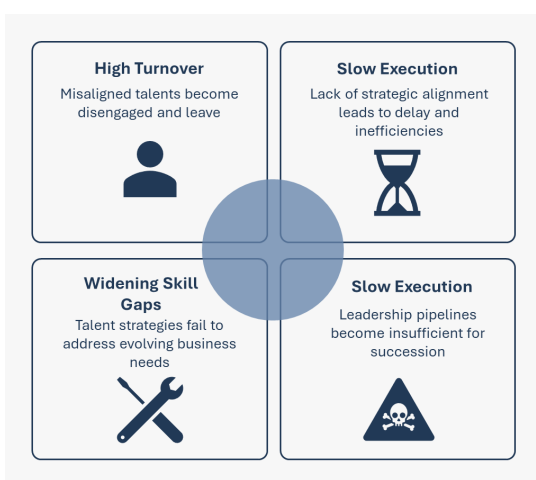 High Turnover
Misaligned talents become
disengaged and leave
Slow Execution
Lack of strategic alignment
leads to delay and
inefficiencies
Widening Skill
Gaps
Talent strategies fail to
address evolving business
needs
Slow Execution
Leadership pipelines
become insufficient for
succession